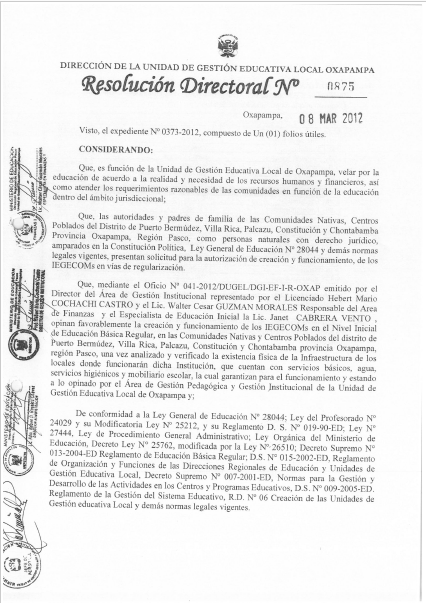 DIRECCIÓN DE LA UNIDAD DE GESTIÓN EDUCATIVA LOCAL OXAPAMPA
Resolución Directoral Nº 0875
Oxapampa, 08 MAR 2012
Visto, el expediente Nº 0373-2012, compuesto de Un (01) folios útiles.
CONSIDERANDO:
Que, es función de la Unidad de Gestión Educativa Local de Oxapampa, velar por la
educación de acuerdo a la realidad y necesidad de los recursos humanos y financieros, así
como atender los requerimientos razonables de las comunidades en función de la educación
dentro del ámbito jurisdiccional;
Que, las autoridades y padres de familia de las Comunidades Nativas, Centros
Poblados del Distrito de Puerto Bermúdez, Villa Rica, Palcazu, Constitución y Chontabamba
Provincia Oxapampa, Región Pasco, como personas naturales con derecho jurídico,
amparados en la Constitución Política, Ley General de Educación Nº 28044 y demás normas
legales vigentes, presentan solicitud para la autorización de creación y funcionamiento, de los
IEGECOMs en vías de regularización.
Que, mediante el Oficio Nº 041-2012/DUGEL/DGI-EF-I-R-OXAP emitido por el
Director del Área de Gestión Institucional representado por el Licenciado Hebert Mario
COCHACHI CASTRO y el Lic. Walter Cesar GUZMAN MORALES Responsable del Area
de Finanzas y el Especialista de Educación Inicial la Lic. Janet CABRERA VENTO ,
opinan favorablemente la creación y funcionamiento de los IEGECOMs en el Nivel Inicial
de Educación Básica Regular, en las Comunidades Nativas y Centros Poblados del distrito de
Puerto Bermúdez, Villa Rica, Palcazu, Constitución y Chontabamba provincia Oxapampa,
región Pasco, una vez analizado y verificado la existencia física de la Infraestructura de los
locales donde funcionarán dicha Institución, que cuentan con servicios básicos, agua,
servicios higiénicos y mobiliario escolar, la cual garantizan para el funcionamiento y estando
a lo opinado por el Área de Gestión Pedagógica y Gestión Institucional de la Unidad de
Gestión Educativa Local de Oxapampa y;
De conformidad a la Ley General de Educación Nº 28044; Ley del Profesorado Nº
24029 y su Modificatoria Ley Nº 25212, y su Reglamento D. S. Nº 019-90-ED; Ley Nº
27444, Ley de Procedimiento General Administrativo; Ley Orgánica del Ministerio de
Educación, Decreto Ley Nº 25762, modificada por la Ley Nº 26510; Decreto Supremo Nº
013-2004-ED Reglamento de Educación Básica Regular; D.S. Nº 015-2002-ED, Reglamento
de Organización y Funciones de las Direcciones Regionales de Educación y Unidades de
Gestión Educativa Local, Decreto Supremo Nº 007-2001-ED, Normas para la Gestión y
Desarrollo de las Actividades en los Centros y Programas Educativos, D.S. Nº 009-2005-ED.
Reglamento de la Gestión del Sistema Educativo, R.D. Nº 06 Creación de las Unidades de
Gestión educativa Local y demás normas legales vigentes.